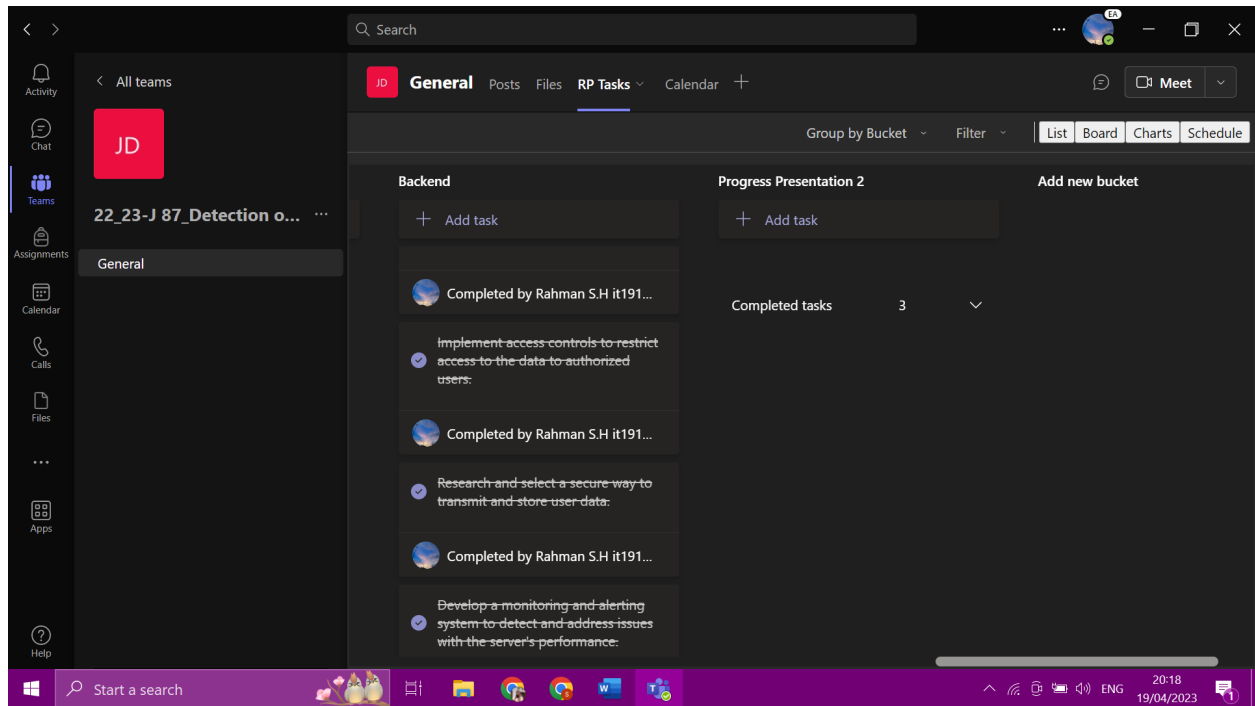 Search
EA
Activity
Chat
Teams
Assignments
Calendar
Calls
Files
Apps
Help
All teams
JD
22_23-J 87_Detection o...
General
JD General Posts Files RP Tasks Calendar
Meet
Group by Bucket Filter List Board Charts Schedule
Backend
Add task
Completed by Rahman S.H it191...
Implement access controls to restrict
access to the data to authorized
users.
Completed by Rahman S.H it191...
Research and select a secure way to
transmit and store user data.
Completed by Rahman S.H it191...
Develop a monitoring and alerting
system to detect and address issues
with the server's performance.
Progress Presentation 2
Add task
Completed tasks 3
Add new bucket
Start a search
ENG
20:18
19/04/2023
1